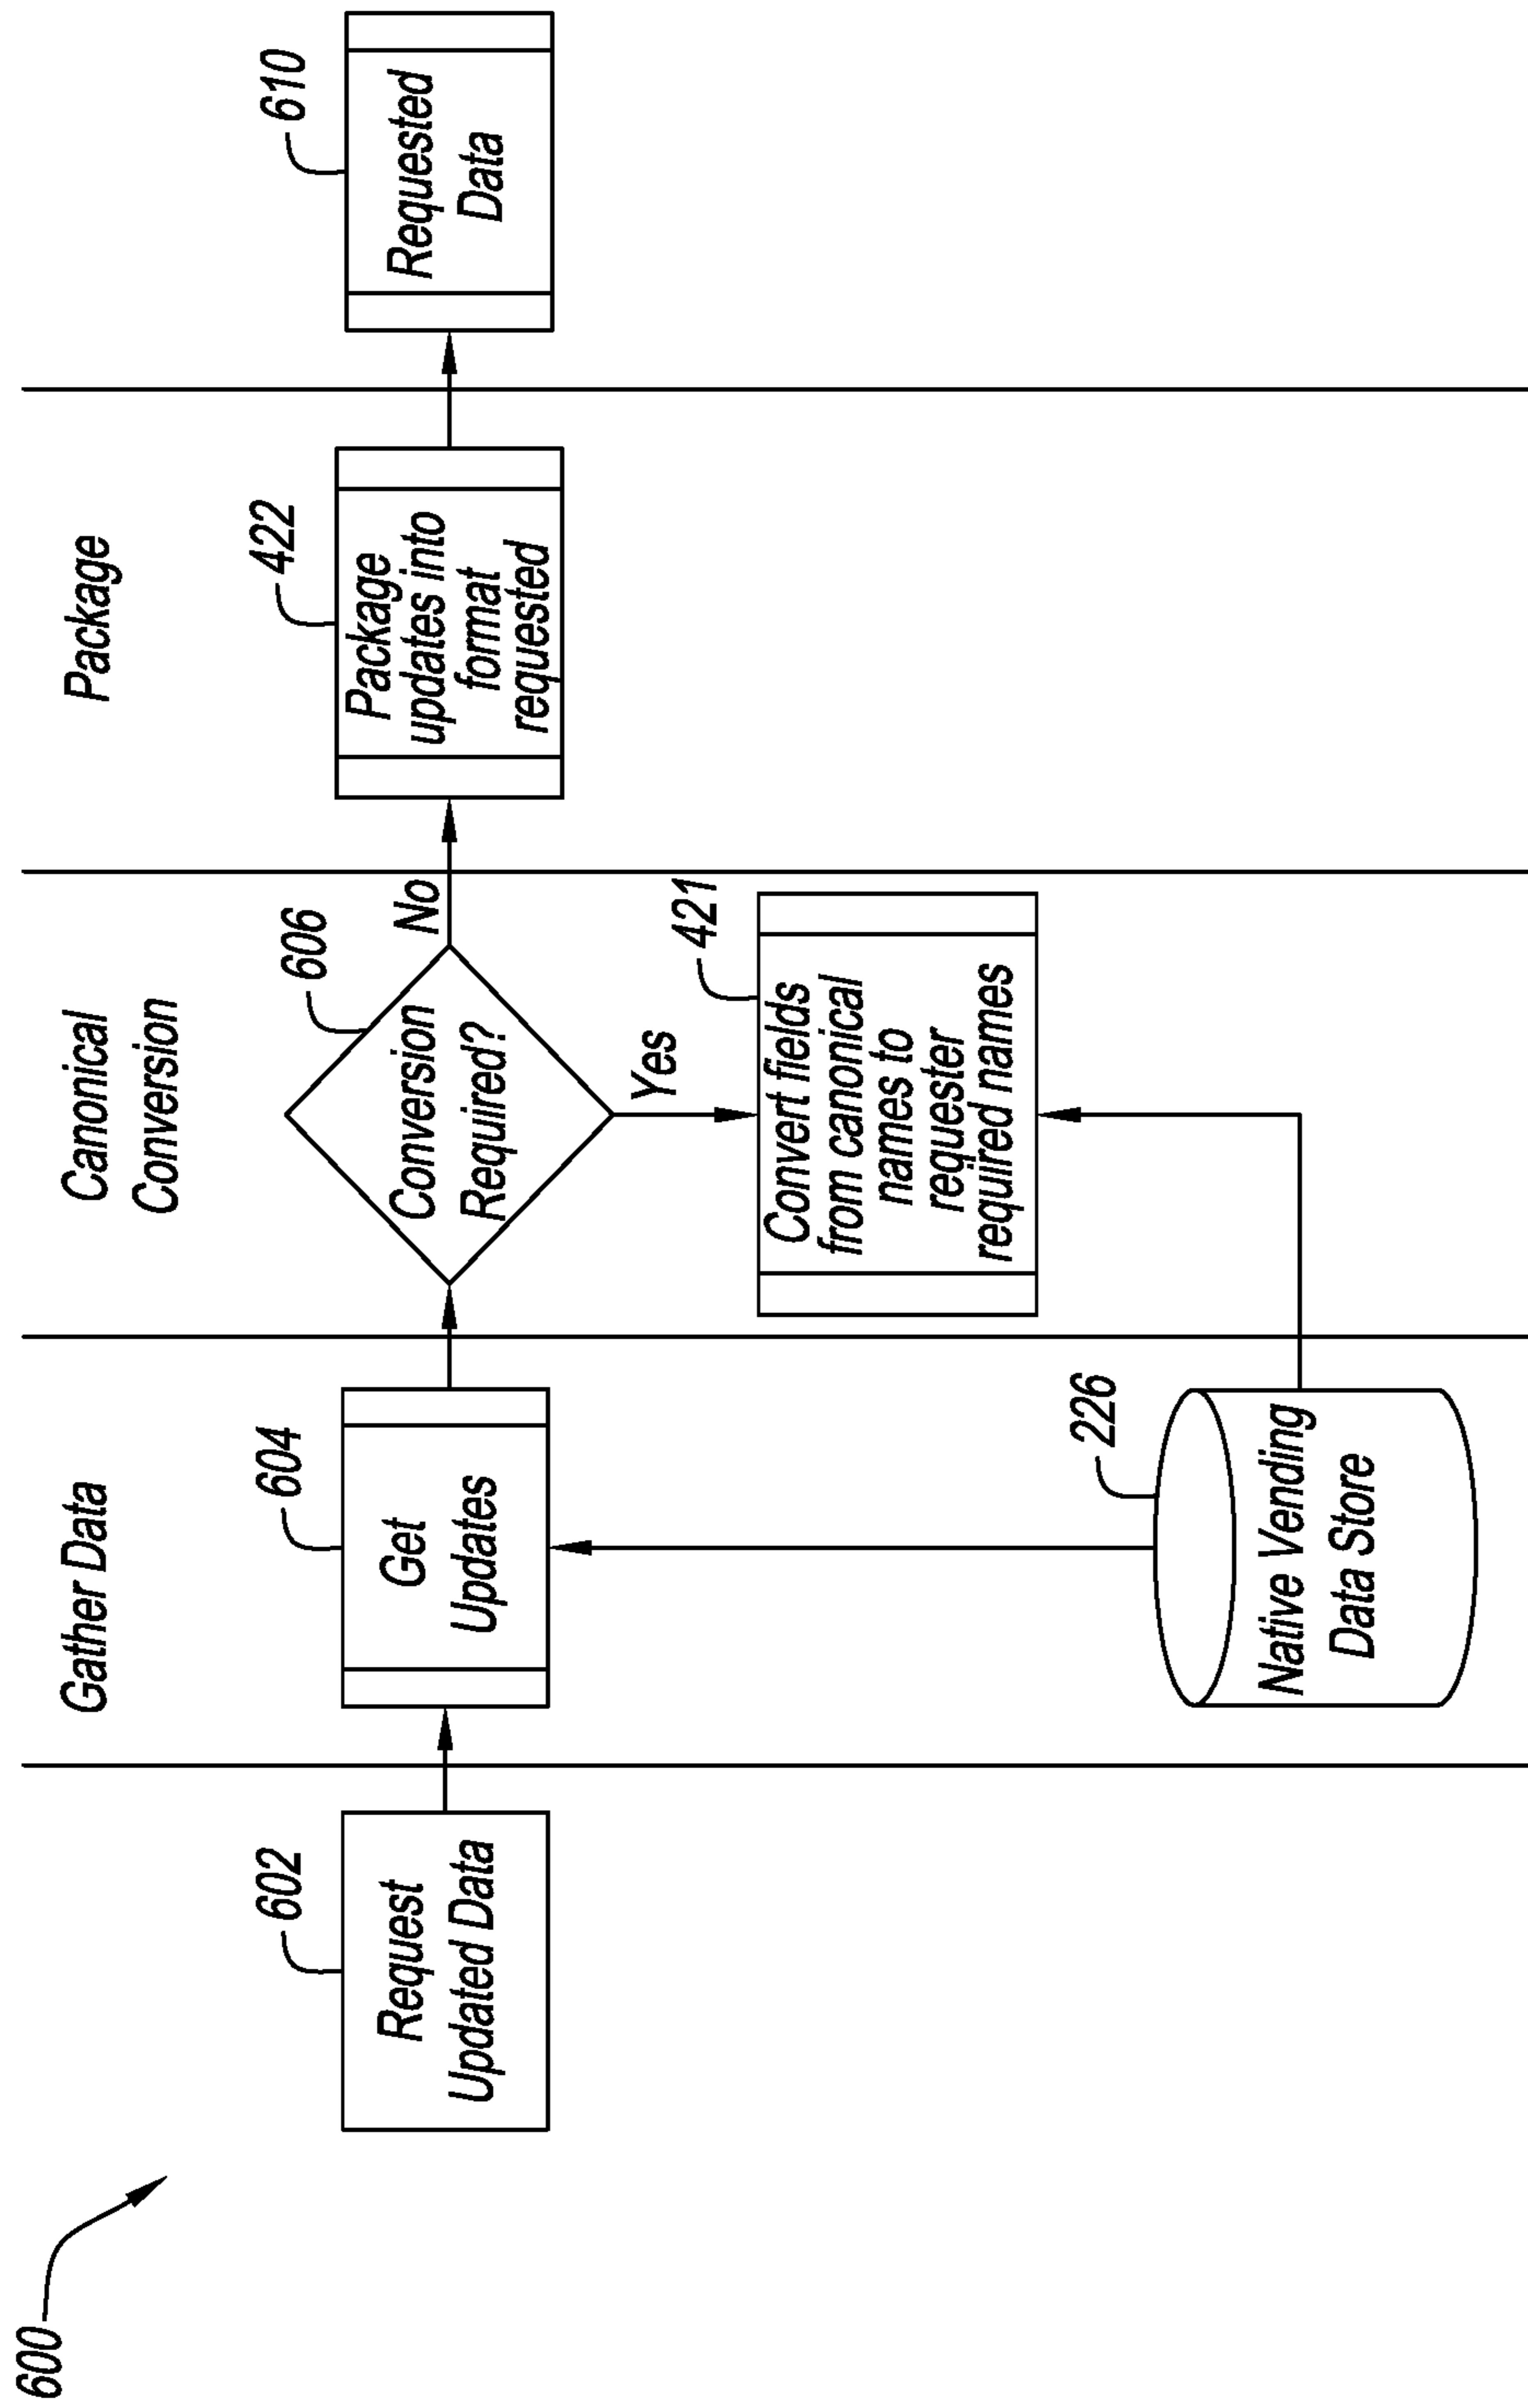 600
Gather Data
Canonical
Conversion
Package
602
Request
Updated Data
604
Get
Updates
606
Conversion
Required?
No
Yes
422
Package
updates into
format
requested
610
Requested
Data
421
Convert fields
from canonical
names to
requester
required names
226
Native Vending
Data Store